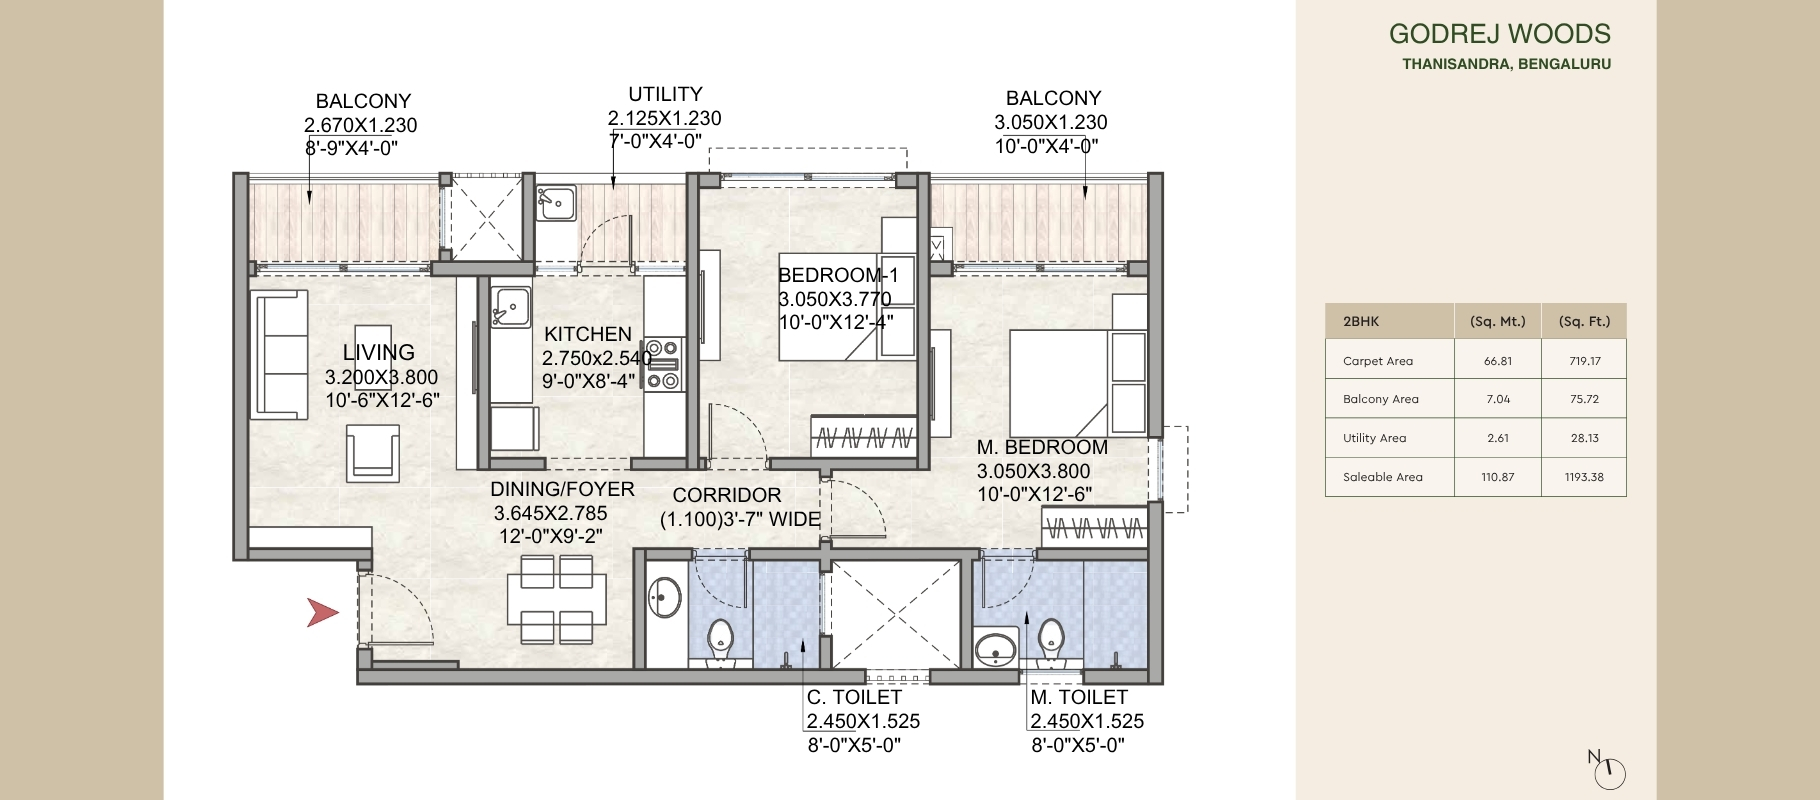 GODREJ WOODS
THANISANDRA, BENGALURU
BALCONY
2.670X1.230
8'-9"X4'-0"
UTILITY
2.125X1.230
7'-0"X4'-0"
BALCONY
3.050X1.230
10'-0"X4'-0"
BEDROOM-1
3.050X3.770
10'-0"X12'-4"
KITCHEN
2.750x2.540
9'-0"X8'-4"
LIVING
3.200X3.800
10'-6"X12'-6"
M. BEDROOM
3.050X3.800
10'-0"X12'-6"
DINING/FOYER
3.645X2.785
12'-0"X9'-2"
CORRIDOR
(1.100)3'-7" WIDE
C. TOILET
2.450X1.525
8'-0"X5'-0"
M. TOILET
2.450X1.525
8'-0"X5'-0"
2BHK (Sq. Mt.) (Sq. Ft.)
Carpet Area 66.81 719.17
Balcony Area 7.04 75.72
Utility Area 2.61 28.13
Saleable Area 110.87 1193.38
N